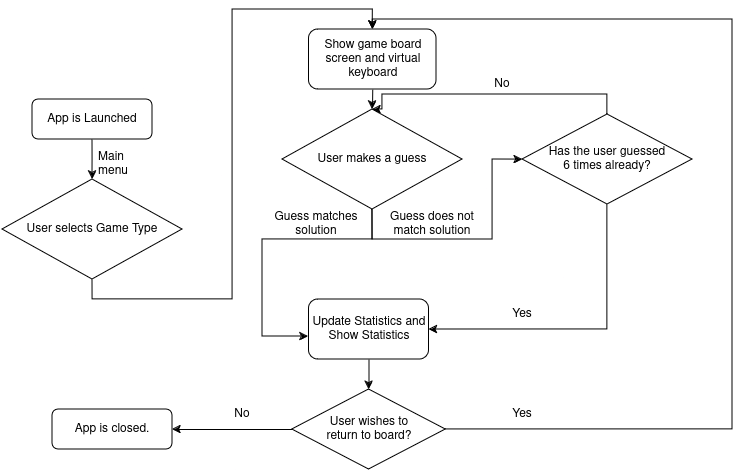 Show game board
screen and virtual
keyboard
No
App is Launched
Main
menu
User makes a guess
Has the user guessed
6 times already?
User selects Game Type
Guess matches
solution
Guess does not
match solution
Update Statistics and
Show Statistics
Yes
User wishes to
return to board?
No
Yes
App is closed.